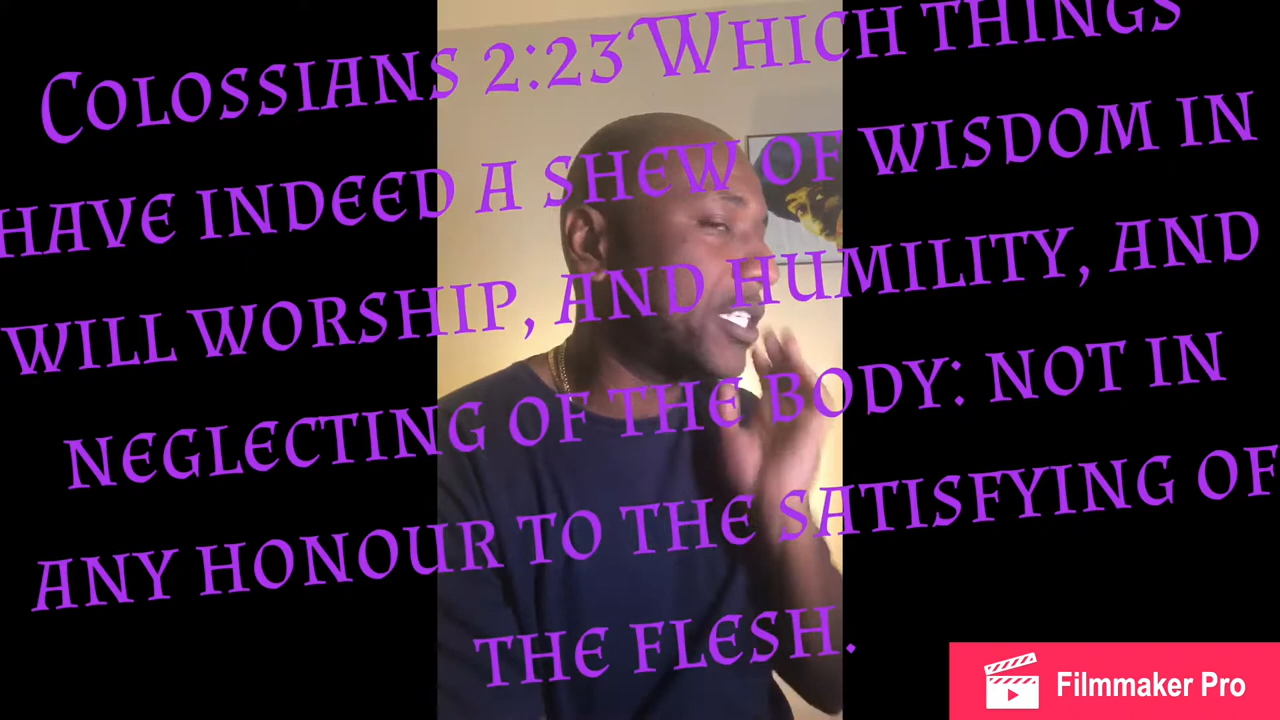 Colossians 2:23 Which things
have indeed a shew of wisdom in
will worship, and humility, and
neglecting of the body: not in
any honour to the satisfying of
the flesh.
Filmmaker Pro